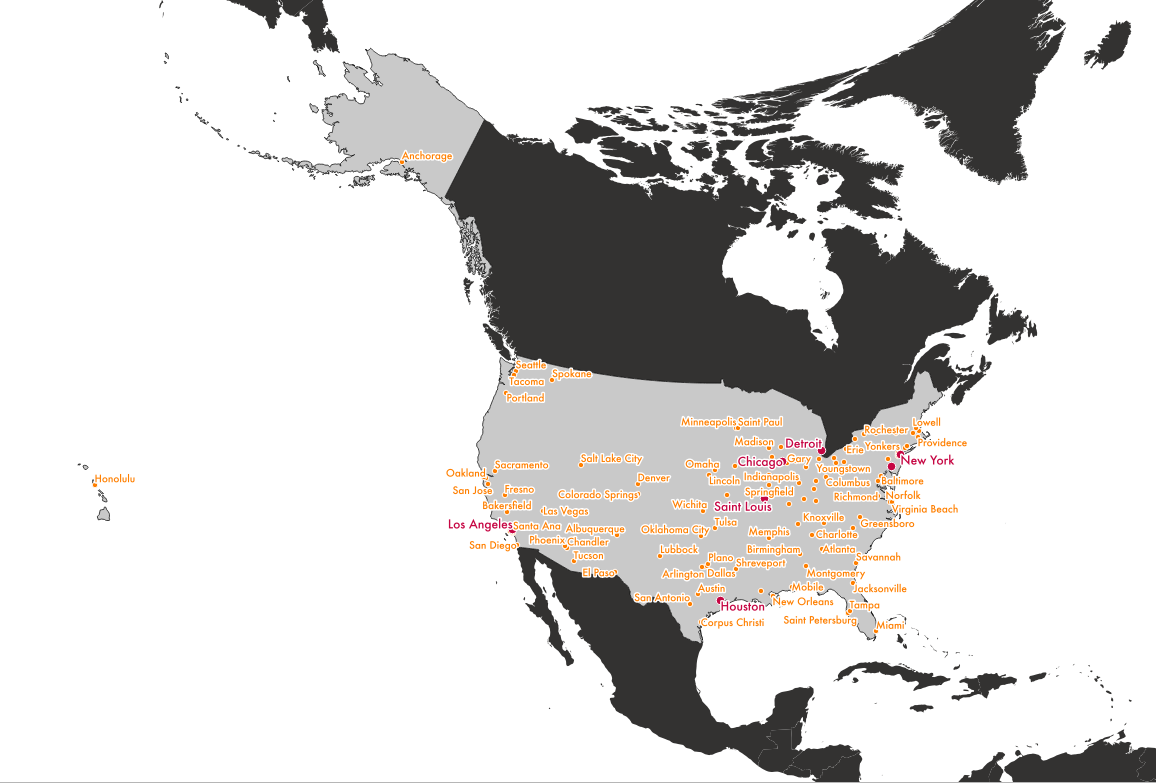 Anchorage
Seattle
Spokane
Tacoma
Portland
Minneapolis Saint Paul
Lowell
Rochester
Madison
Detroit
Providence
Yonkers
Erie
Sacramento
Salt Lake City
Omaha
Chicago
Gary
New York
Oakland
Youngstown
Honolulu
Denver
Lincoln
Indianapolis
Columbus
Baltimore
San Jose
Fresno
Colorado Springs
Springfield
Richmond
Norfolk
Bakersfield
Las Vegas
Wichita
Saint Louis
Virginia Beach
Los Angeles
Santa Ana
Albuquerque
Oklahoma City
Tulsa
Memphis
Knoxville
Greensboro
San Diego
Phoenix
Chandler
Charlotte
Tucson
Lubbock
Birmingham
Atlanta
Plano
Savannah
El Paso
Arlington
Dallas
Shreveport
Montgomery
Austin
Mobile
Jacksonville
San Antonio
Houston
New Orleans
Tampa
Corpus Christi
Saint Petersburg
Miami